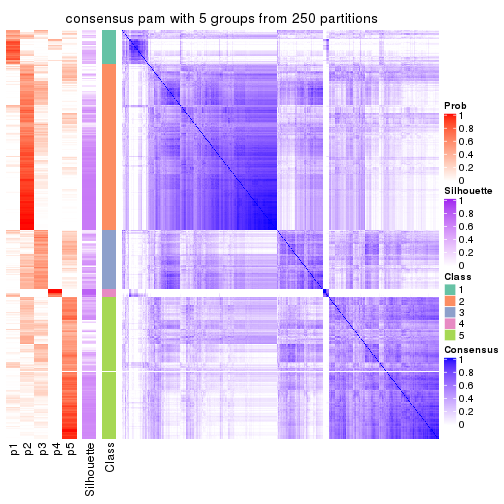 consensus pam with 5 groups from 250 partitions
Prob
1
0.8
0.6
0.4
0.2
0
Silhouette
1
0.8
0.6
0.4
0.2
0
Class
1
2
3
4
5
Consensus
1
0.8
0.6
0.4
0.2
0
p1
p2
p3
p4
p5
Silhouette
Class